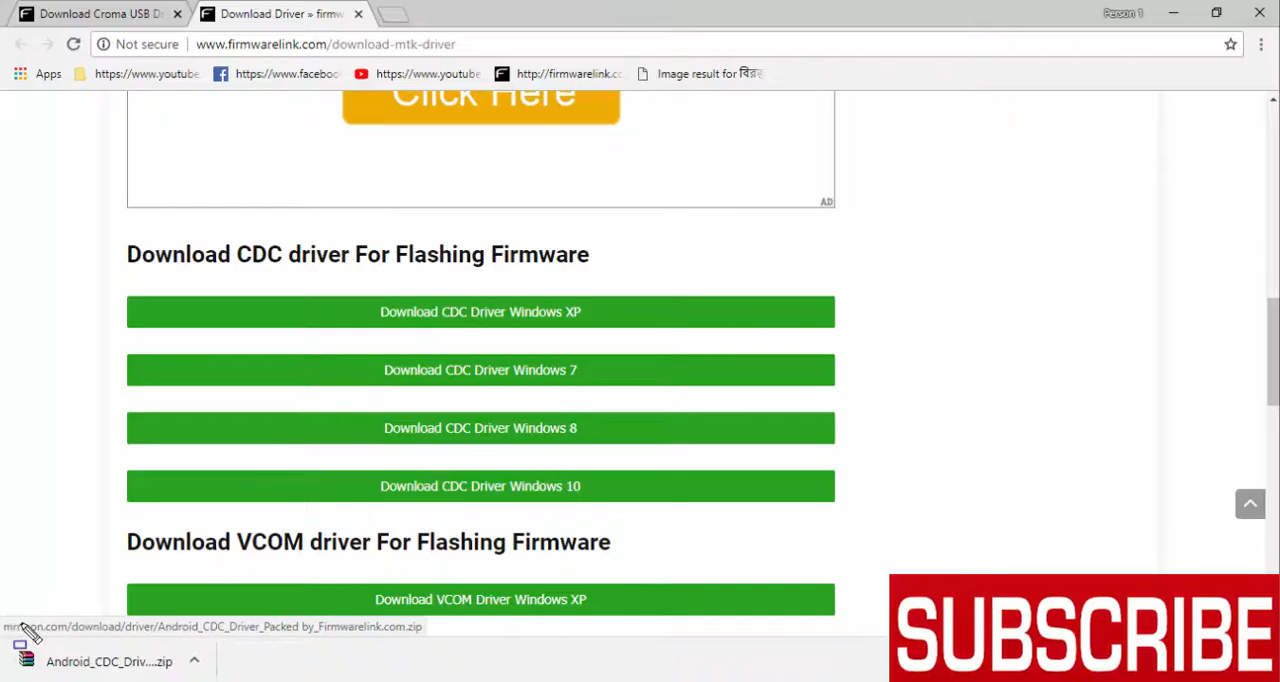 Download Croma USB D
Download Driver » firmw
Person 1
Not secure
www.firmwarelink.com/download-mtk-driver
Apps
https://www.youtube.
https://www.faceboo
https://www.youtube.
http://firmwarelink.cc
Image result for বিরহ
Click Here
AD
Download CDC driver For Flashing Firmware
Download CDC Driver Windows XP
Download CDC Driver Windows 7
Download CDC Driver Windows 8
Download CDC Driver Windows 10
Download VCOM driver For Flashing Firmware
Download VCOM Driver Windows XP
on.com/download/driver/Android_CDC_Driver_Packed by_Firmwarelink.com.zip
Android_CDC_Driv....zip
SUBSCRIBE